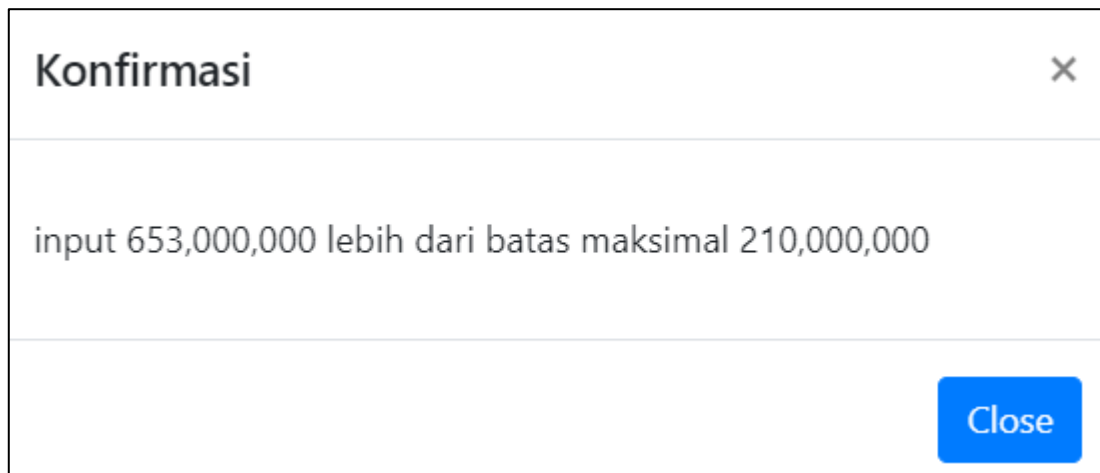 Konfirmasi ×
input 653,000,000 lebih dari batas maksimal 210,000,000
Close